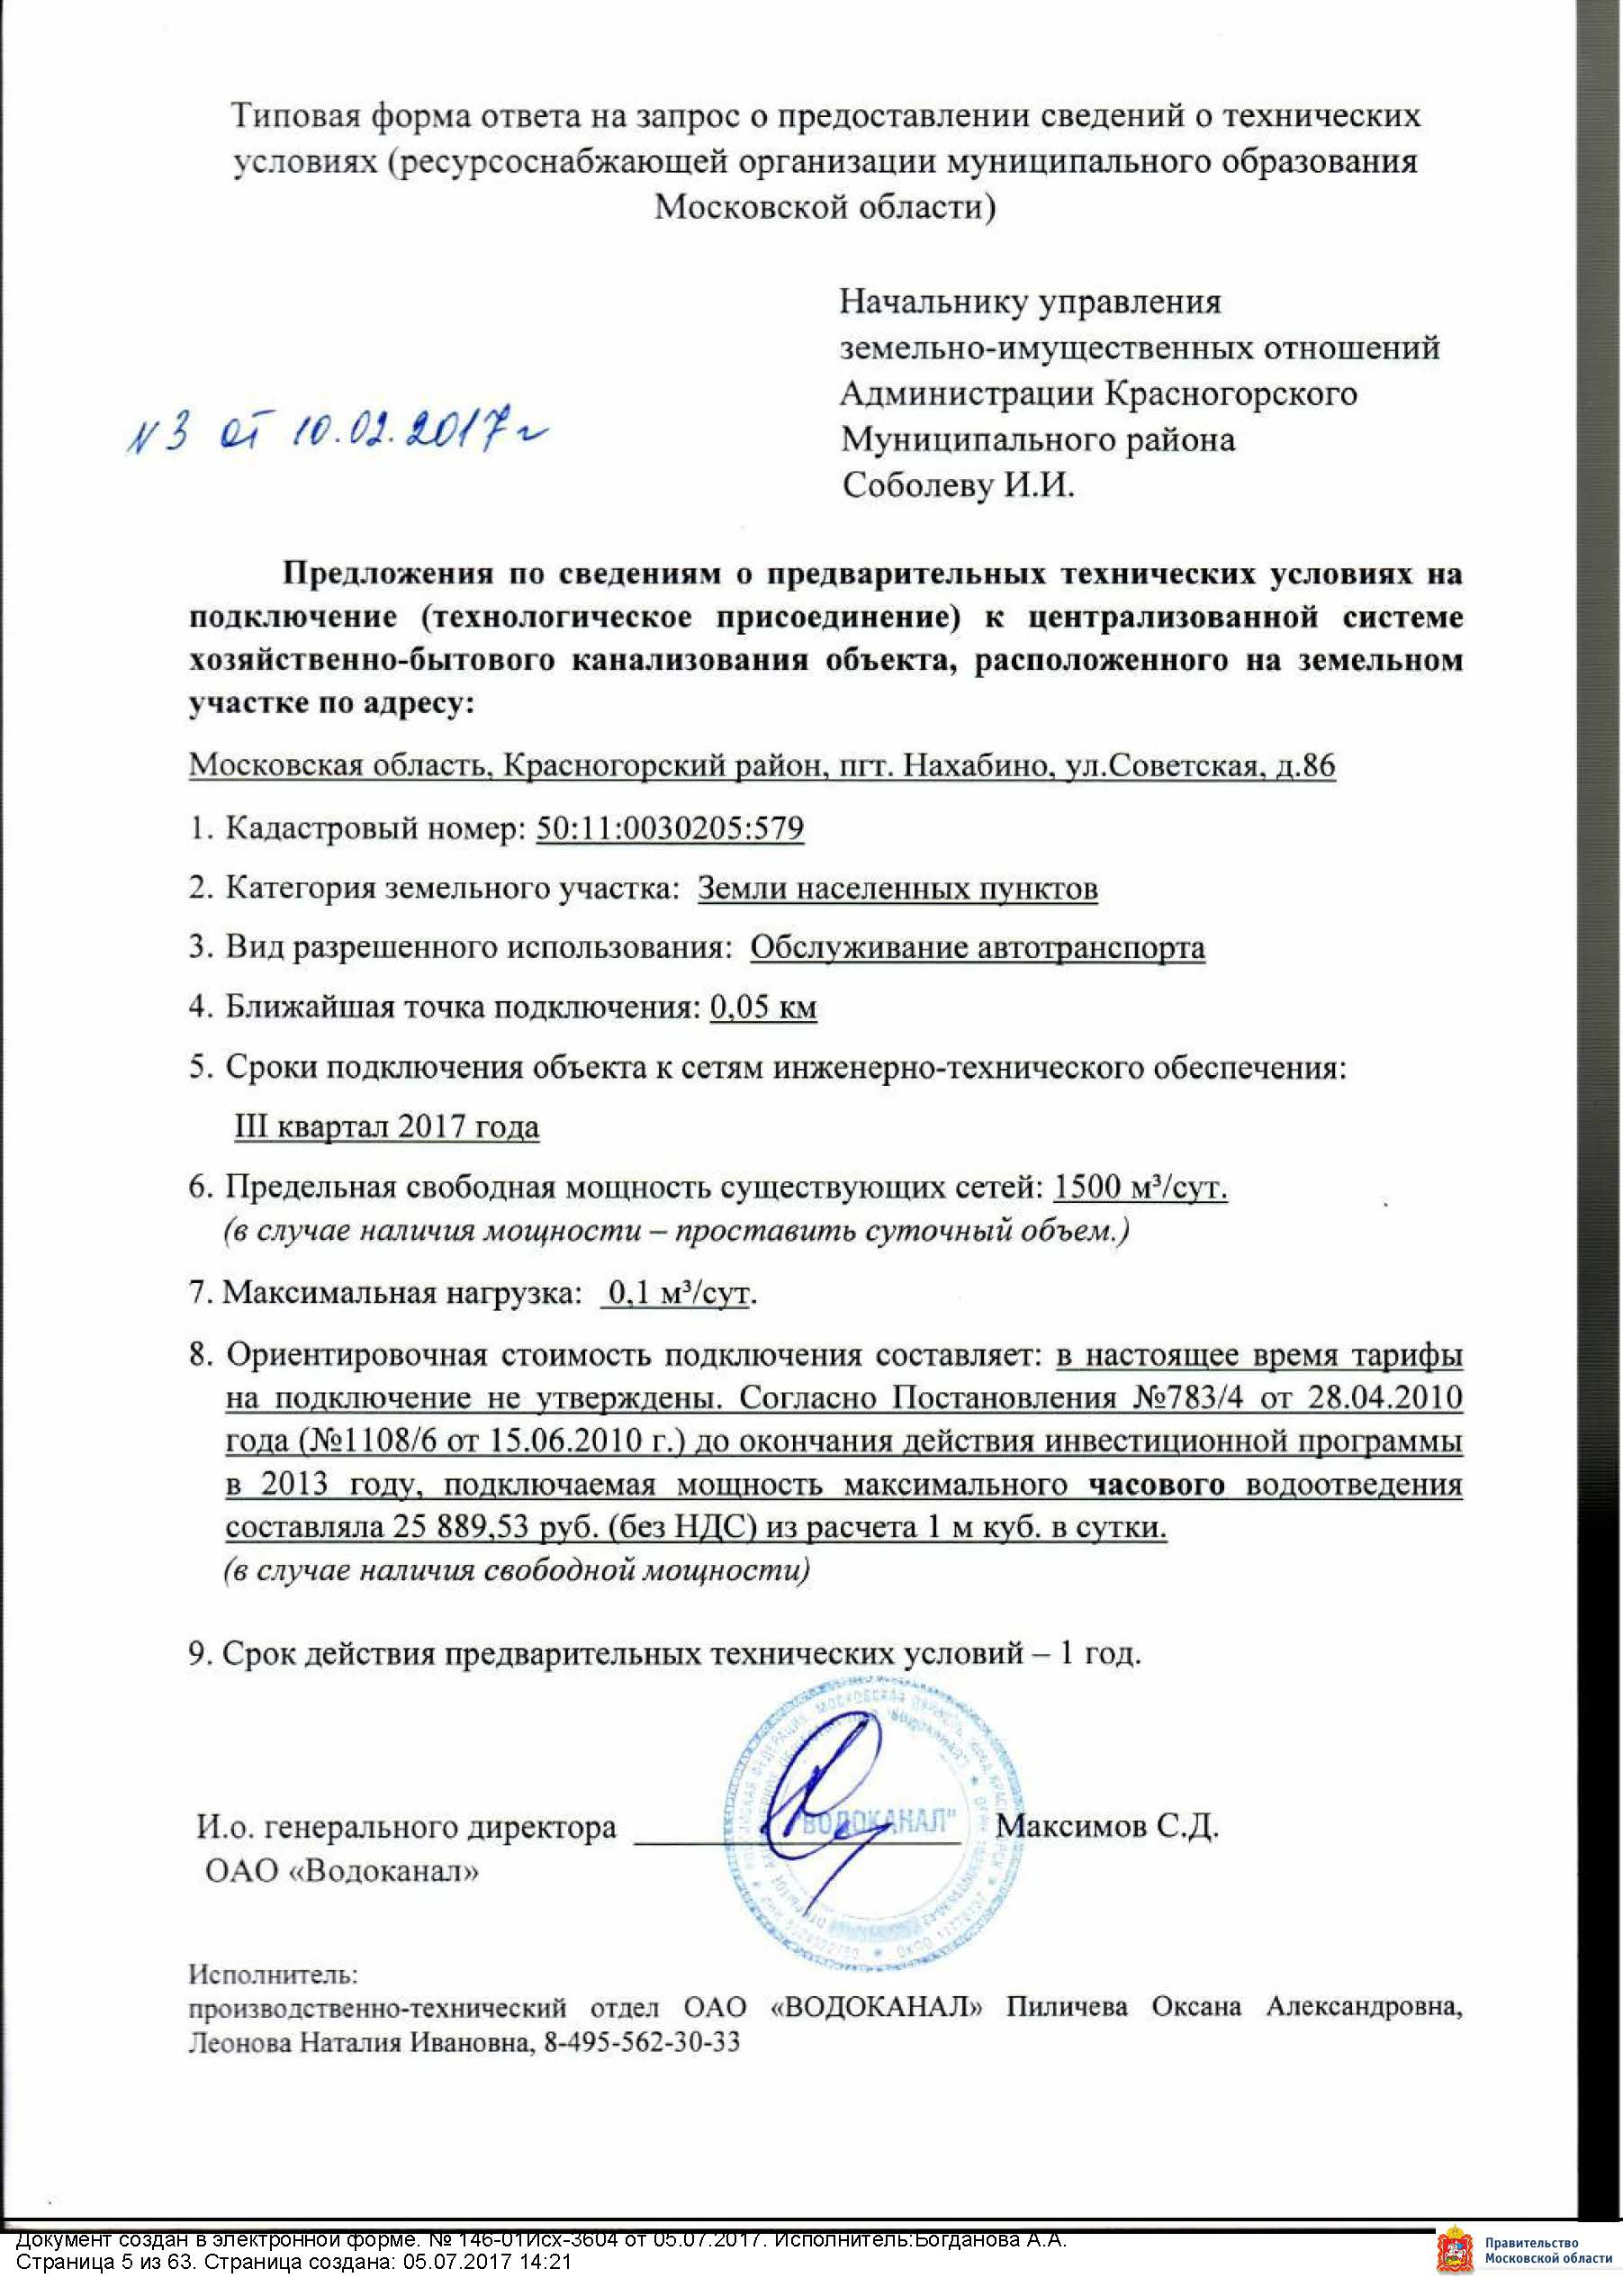 Типовая форма ответа на запрос о предоставлении сведений о технических
условиях (ресурсоснабжающей организации муниципального образования
Московской области)
Начальнику управления
земельно-имущественных отношений
Администрации Красногорского
Муниципального района
Соболеву И.И.
N 3 от 10.02.2017г
Предложения по сведениям о предварительных технических условиях на
подключение (технологическое присоединение) к централизованной системе
хозяйственно-бытового канализования объекта, расположенного на земельном
участке по адресу:
Московская область, Красногорский район, пгт. Нахабино, ул.Советская, д.86
1. Кадастровый номер: 50:11:0030205:579
2. Категория земельного участка: Земли населенных пунктов
3. Вид разрешенного использования: Обслуживание автотранспорта
4. Ближайшая точка подключения: 0,05 км
5. Сроки подключения объекта к сетям инженерно-технического обеспечения:
III квартал 2017 года
6. Предельная свободная мощность существующих сетей: 1500 м³/сут.
(в случае наличия мощности – проставить суточный объем.)
7. Максимальная нагрузка: 0,1 м³/сут.
8. Ориентировочная стоимость подключения составляет: в настоящее время тарифы
на подключение не утверждены. Согласно Постановления №783/4 от 28.04.2010
года (№1108/6 от 15.06.2010 г.) до окончания действия инвестиционной программы
в 2013 году, подключаемая мощность максимального часового водоотведения
составляла 25 889,53 руб. (без НДС) из расчета 1 м куб. в сутки.
(в случае наличия свободной мощности)
9. Срок действия предварительных технических условий – 1 год.
И.о. генерального директора Максимов С.Д.
ОАО «Водоканал»
"ВОДОКАНАЛ"
Исполнитель:
производственно-технический отдел ОАО «ВОДОКАНАЛ» Пиличева Оксана Александровна,
Леонова Наталия Ивановна, 8-495-562-30-33
Документ создан в электронной форме. № 146-01Исх-3604 от 05.07.2017. Исполнитель:Богданова А.А.
Страница 5 из 63. Страница создана: 05.07.2017 14:21
Правительство
Московской области